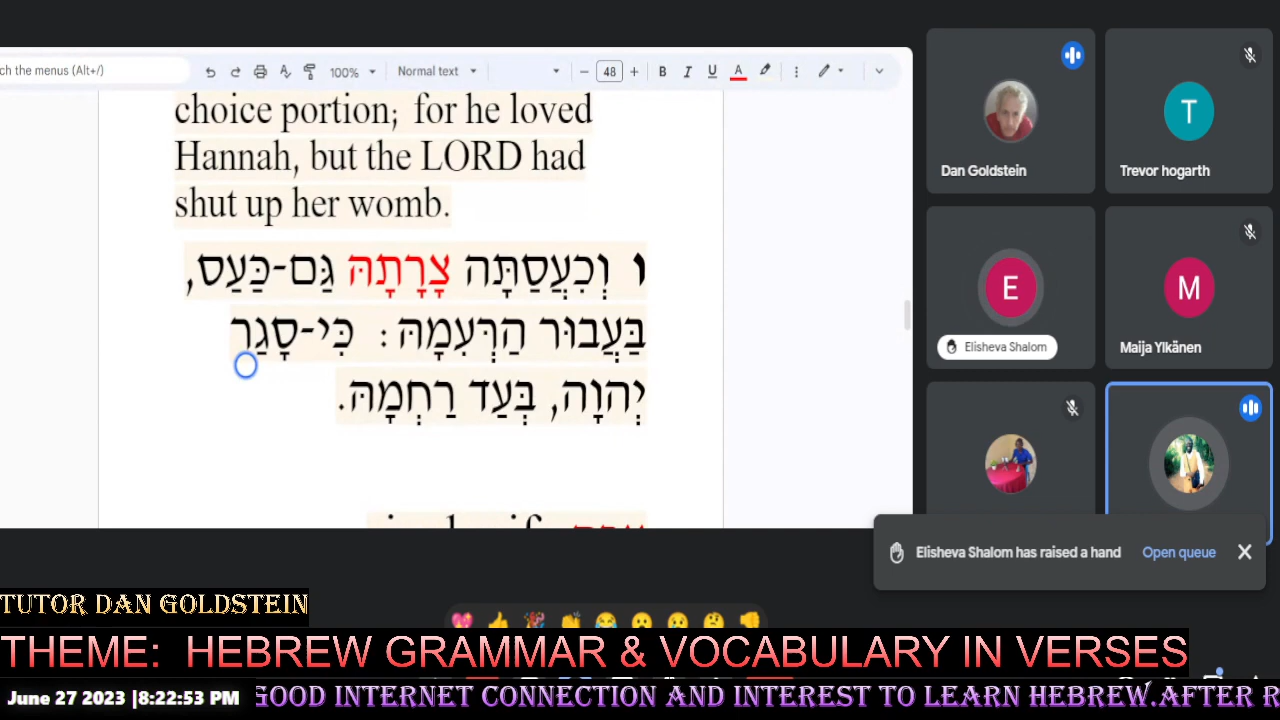 ch the menus (Alt+/)
100%
Normal text
48
choice portion; for he loved
Hannah, but the LORD had
shut up her womb.
ו וְכִעֲסַתָּה צָרָתָהּ גַּם-כַּעַס,
בַּעֲבוּר הַרְּעִמָהּ: כִּי-סָגַר
יְהוָה, בְּעַד רַחְמָהּ.
Dan Goldstein
T
Trevor hogarth
E
Elisheva Shalom
M
Maija Ylkänen
Elisheva Shalom has raised a hand
Open queue
TUTOR DAN GOLDSTEIN
THEME: HEBREW GRAMMAR & VOCABULARY IN VERSES
June 27 2023 |8:22:53 PM
GOOD INTERNET CONNECTION AND INTEREST TO LEARN HEBREW.AFTER R